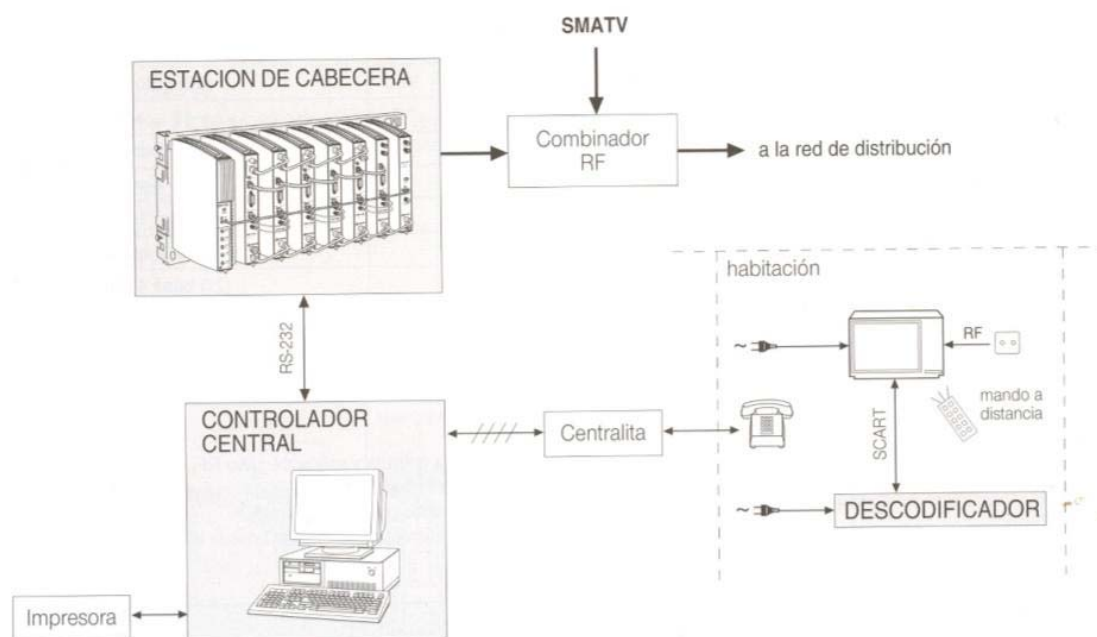 SMATV
ESTACION DE CABECERA
Combinador
RF
a la red de distribución
habitación
RS-232
RF
mando a
distancia
SCART
CONTROLADOR
CENTRAL
Centralita
~
~
DESCODIFICADOR
Impresora